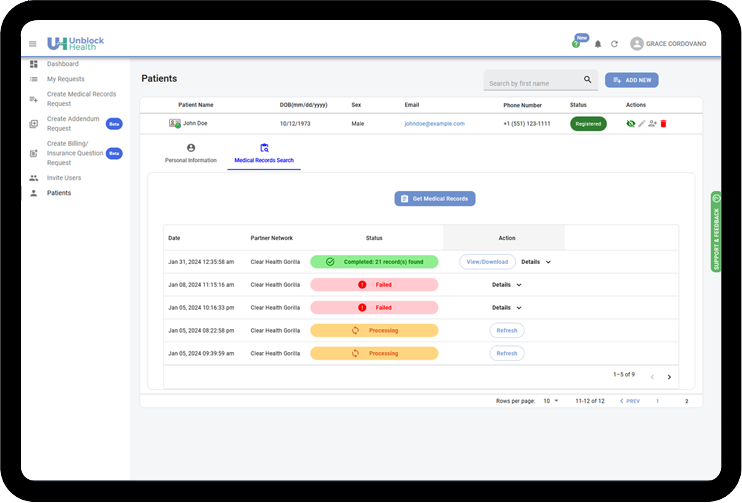 Unblock
Health
New
?
GRACE CORDOVANO
Dashboard
My Requests
Create Medical Records
Request
Create Addendum
Request
Beta
Create Billing/
Insurance Question
Request
Beta
Invite Users
Patients
Patients
Search by first name
ADD NEW
Patient Name DOB(mm/dd/yyyy) Sex Email Phone Number Status Actions
John Doe 10/12/1973 Male johndoe@example.com +1 (551) 123-1111 Registered
Personal Information Medical Records Search
Get Medical Records
Date Partner Network Status Action
Jan 31, 2024 12:35:58 am Clear Health Gorilla Completed: 21 record(s) found View/Download Details
Jan 08, 2024 11:15:16 am Clear Health Gorilla Failed Details
Jan 05, 2024 10:16:33 pm Clear Health Gorilla Failed Details
Jan 05, 2024 08:22:58 pm Clear Health Gorilla Processing Refresh
Jan 05, 2024 09:39:59 am Clear Health Gorilla Processing Refresh
1–5 of 9
Rows per page: 10 11-12 of 12 PREV 1 2
SUPPORT & FEEDBACK